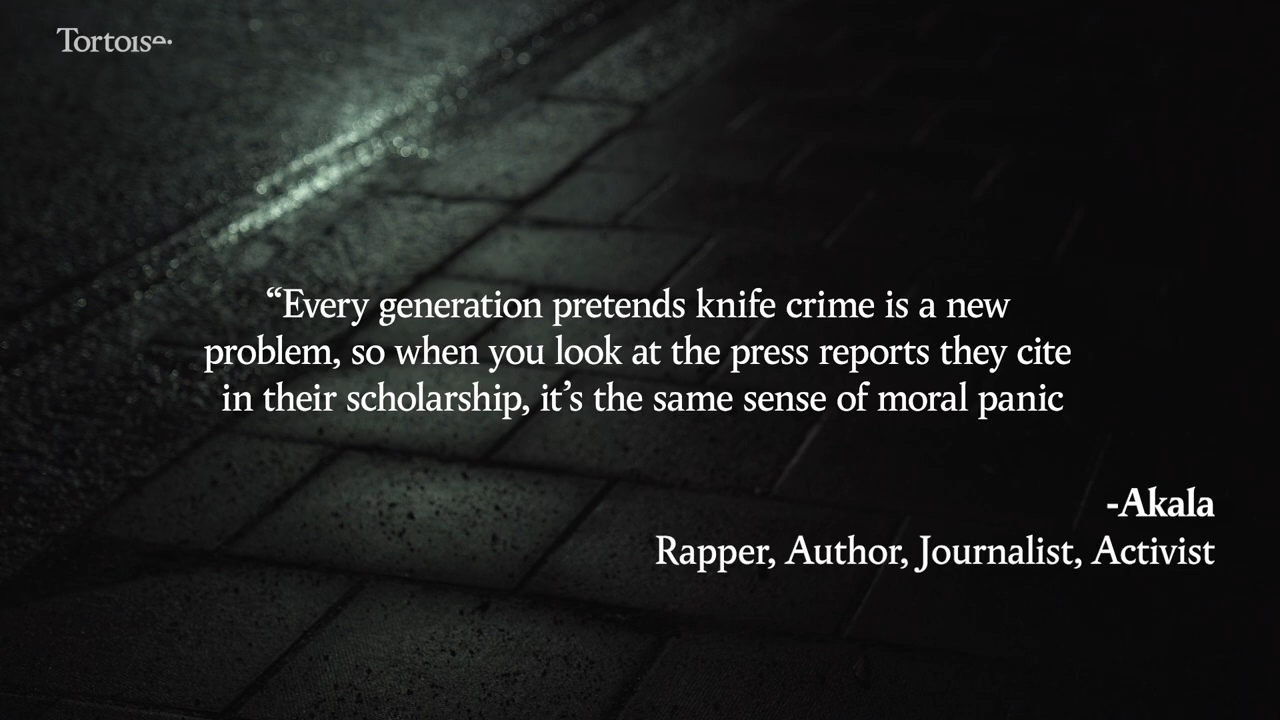 Tortoise.
“Every generation pretends knife crime is a new
problem, so when you look at the press reports they cite
in their scholarship, it’s the same sense of moral panic
-Akala
Rapper, Author, Journalist, Activist